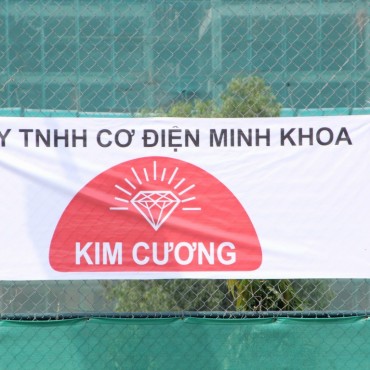 Y TNHH CƠ ĐIỆN MINH KHOA
KIM CƯƠNG